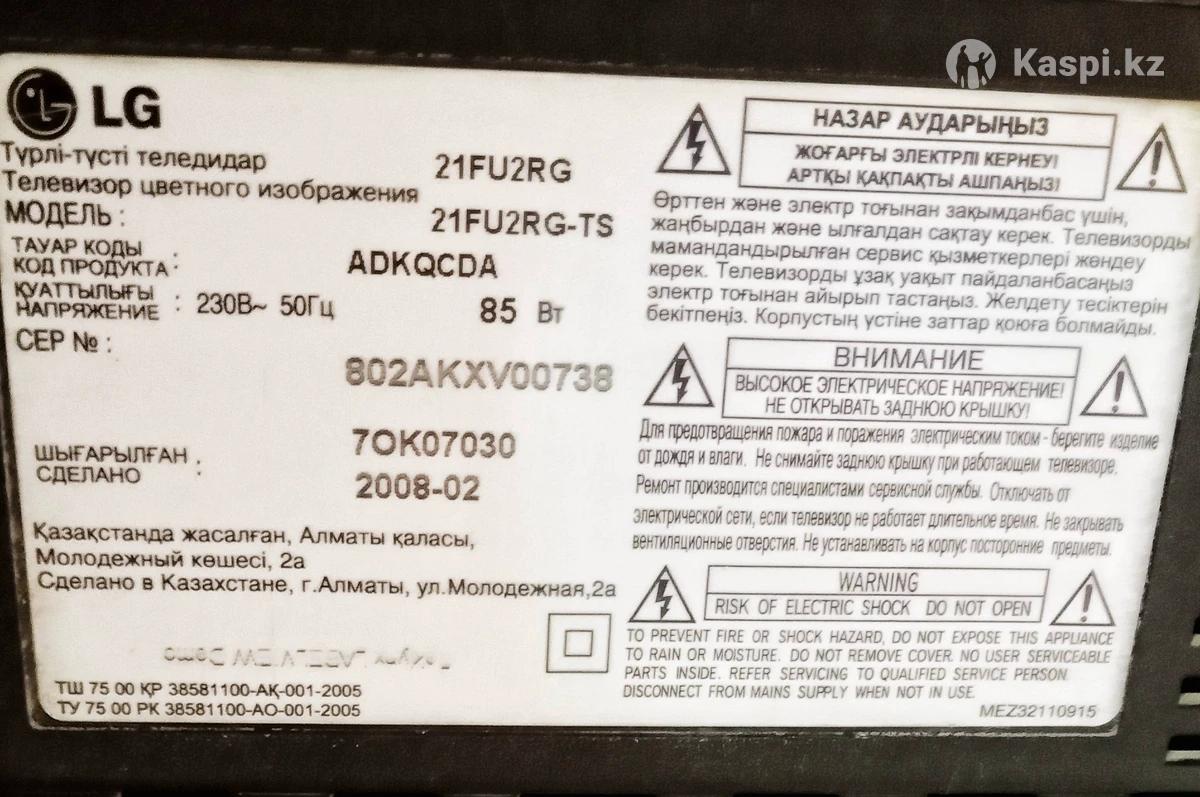 Kaspi.kz
LG
Түрлі-түсті теледидар 21FU2RG
Телевизор цветного изображения
МОДЕЛЬ : 21FU2RG-TS
ТАУАР КОДЫ
КОД ПРОДУКТА : ADKQCDA
ҚУАТТЫЛЫҒЫ
НАПРЯЖЕНИЕ : 230В~ 50Гц 85 Вт
СЕР № :
802AKXV00738
7OK07030
ШЫҒАРЫЛҒАН :
СДЕЛАНО
2008-02
Қазақстанда жасалған, Алматы қаласы,
Молодежный көшесі, 2а
Сделано в Казахстане, г.Алматы, ул.Молодежная,2а
ТШ 75 00 ҚР 38581100-АҚ-001-2005
ТУ 75 00 РК 38581100-АО-001-2005
НАЗАР АУДАРЫҢЫЗ
ЖОҒАРҒЫ ЭЛЕКТРЛІ КЕРНЕУ!
АРТҚЫ ҚАҚПАҚТЫ АШПАҢЫЗ!
Өрттен және электр тоғынан зақымданбас үшін,
жаңбырдан және ылғалдан сақтау керек. Телевизорды
мамандандырылған сервис қызметкерлері жөндеу
керек. Телевизорды ұзақ уақыт пайдаланбасаңыз
электр тоғынан айырып тастаңыз. Желдету тесіктерін
бекітпеңіз. Корпустың үстіне заттар қоюға болмайды.
ВНИМАНИЕ
ВЫСОКОЕ ЭЛЕКТРИЧЕСКОЕ НАПРЯЖЕНИЕ!
НЕ ОТКРЫВАТЬ ЗАДНЮЮ КРЫШКУ!
Для предотвращения пожара и поражения электрическим током - берегите изделие
от дождя и влаги. Не снимайте заднюю крышку при работающем телевизоре.
Ремонт производится специалистами сервисной службы. Отключать от
электрической сети, если телевизор не работает длительное время. Не закрывать
вентиляционные отверстия. Не устанавливать на корпус посторонние предметы.
WARNING
RISK OF ELECTRIC SHOCK DO NOT OPEN
TO PREVENT FIRE OR SHOCK HAZARD, DO NOT EXPOSE THIS APPLIANCE
TO RAIN OR MOISTURE. DO NOT REMOVE COVER. NO USER SERVICEABLE
PARTS INSIDE. REFER SERVICING TO QUALIFIED SERVICE PERSON.
DISCONNECT FROM MAINS SUPPLY WHEN NOT IN USE.
MEZ32110915